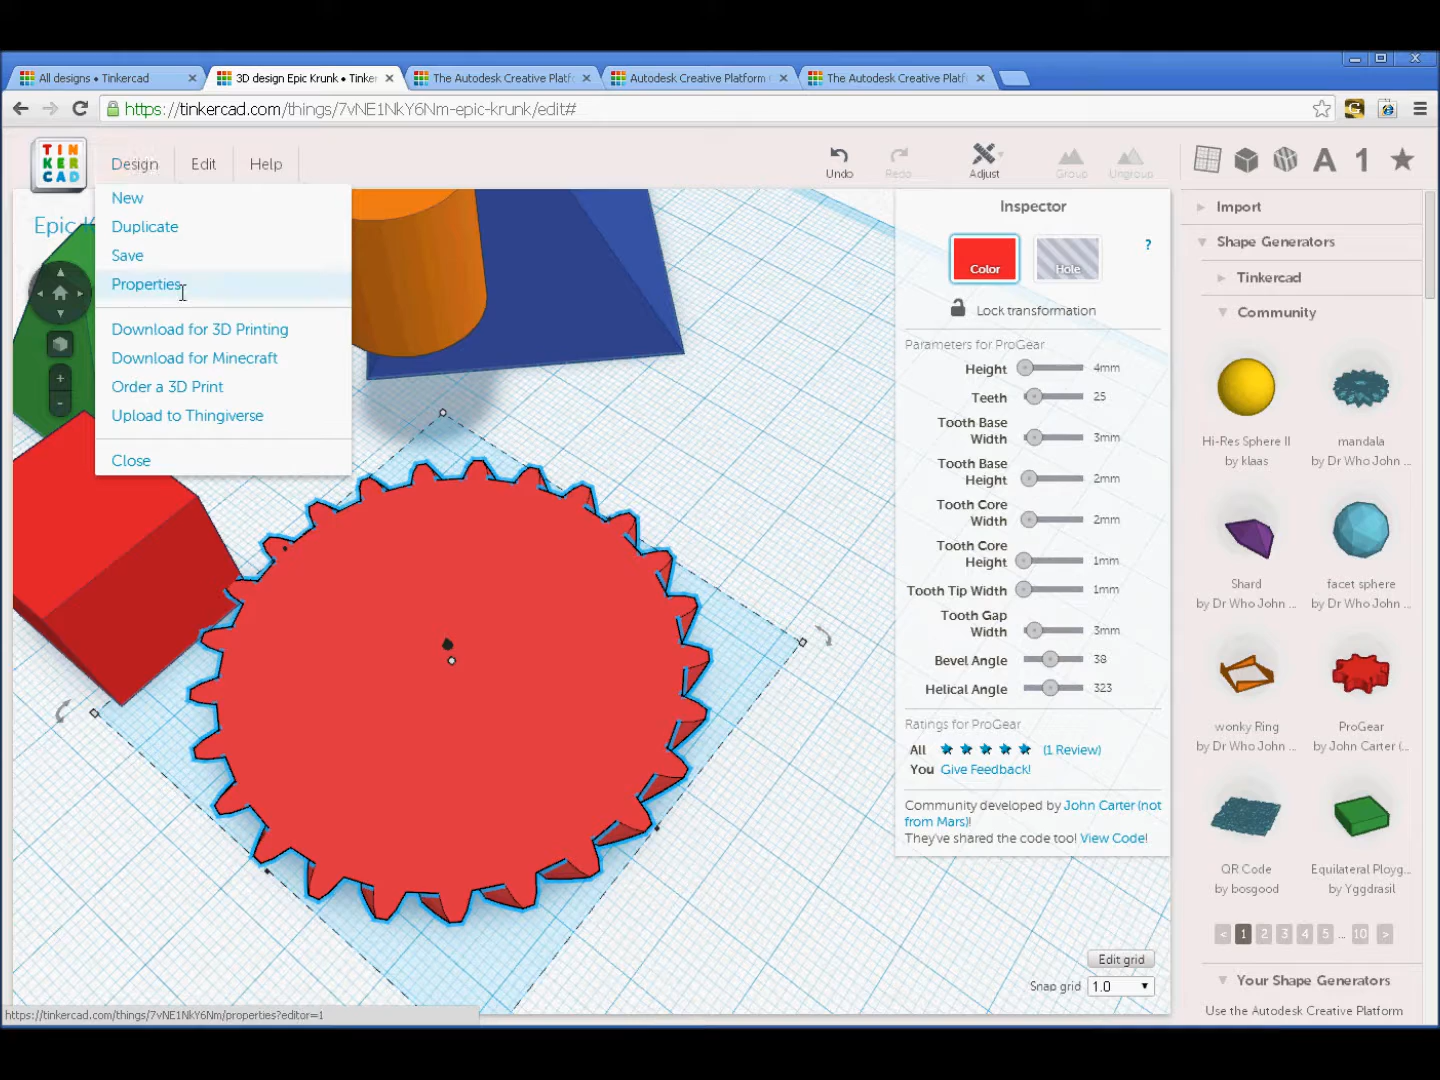 All designs • Tinkercad
3D design Epic Krunk • Tinker
The Autodesk Creative Platf
Autodesk Creative Platform
The Autodesk Creative Platf
https://tinkercad.com/things/7vNE1NkY6Nm-epic-krunk/edit#
TIN
KER
CAD
Design
Edit
Help
Undo
Redo
Adjust
Group
Ungroup
A
1
New
Duplicate
Save
Properties
Download for 3D Printing
Download for Minecraft
Order a 3D Print
Upload to Thingiverse
Close
Epic K
Inspector
Color
Hole
?
Lock transformation
Parameters for ProGear
Height 4mm
Teeth 25
Tooth Base
Width 3mm
Tooth Base
Height 2mm
Tooth Core
Width 2mm
Tooth Core
Height 1mm
Tooth Tip Width 1mm
Tooth Gap
Width 3mm
Bevel Angle 38
Helical Angle 323
Ratings for ProGear
All (1 Review)
You Give Feedback!
Community developed by John Carter (not
from Mars)!
They've shared the code too! View Code!
Edit grid
Snap grid 1.0
Import
Shape Generators
Tinkercad
Community
Hi-Res Sphere II
by klaas
mandala
by Dr Who John ...
Shard
by Dr Who John ...
facet sphere
by Dr Who John ...
wonky Ring
by Dr Who John ...
ProGear
by John Carter (...
QR Code
by bosgood
Equilateral Playg...
by Yggdrasil
< 1 2 3 4 5 ... 10 >
Your Shape Generators
Use the Autodesk Creative Platform
https://tinkercad.com/things/7vNE1NkY6Nm/properties?editor=1